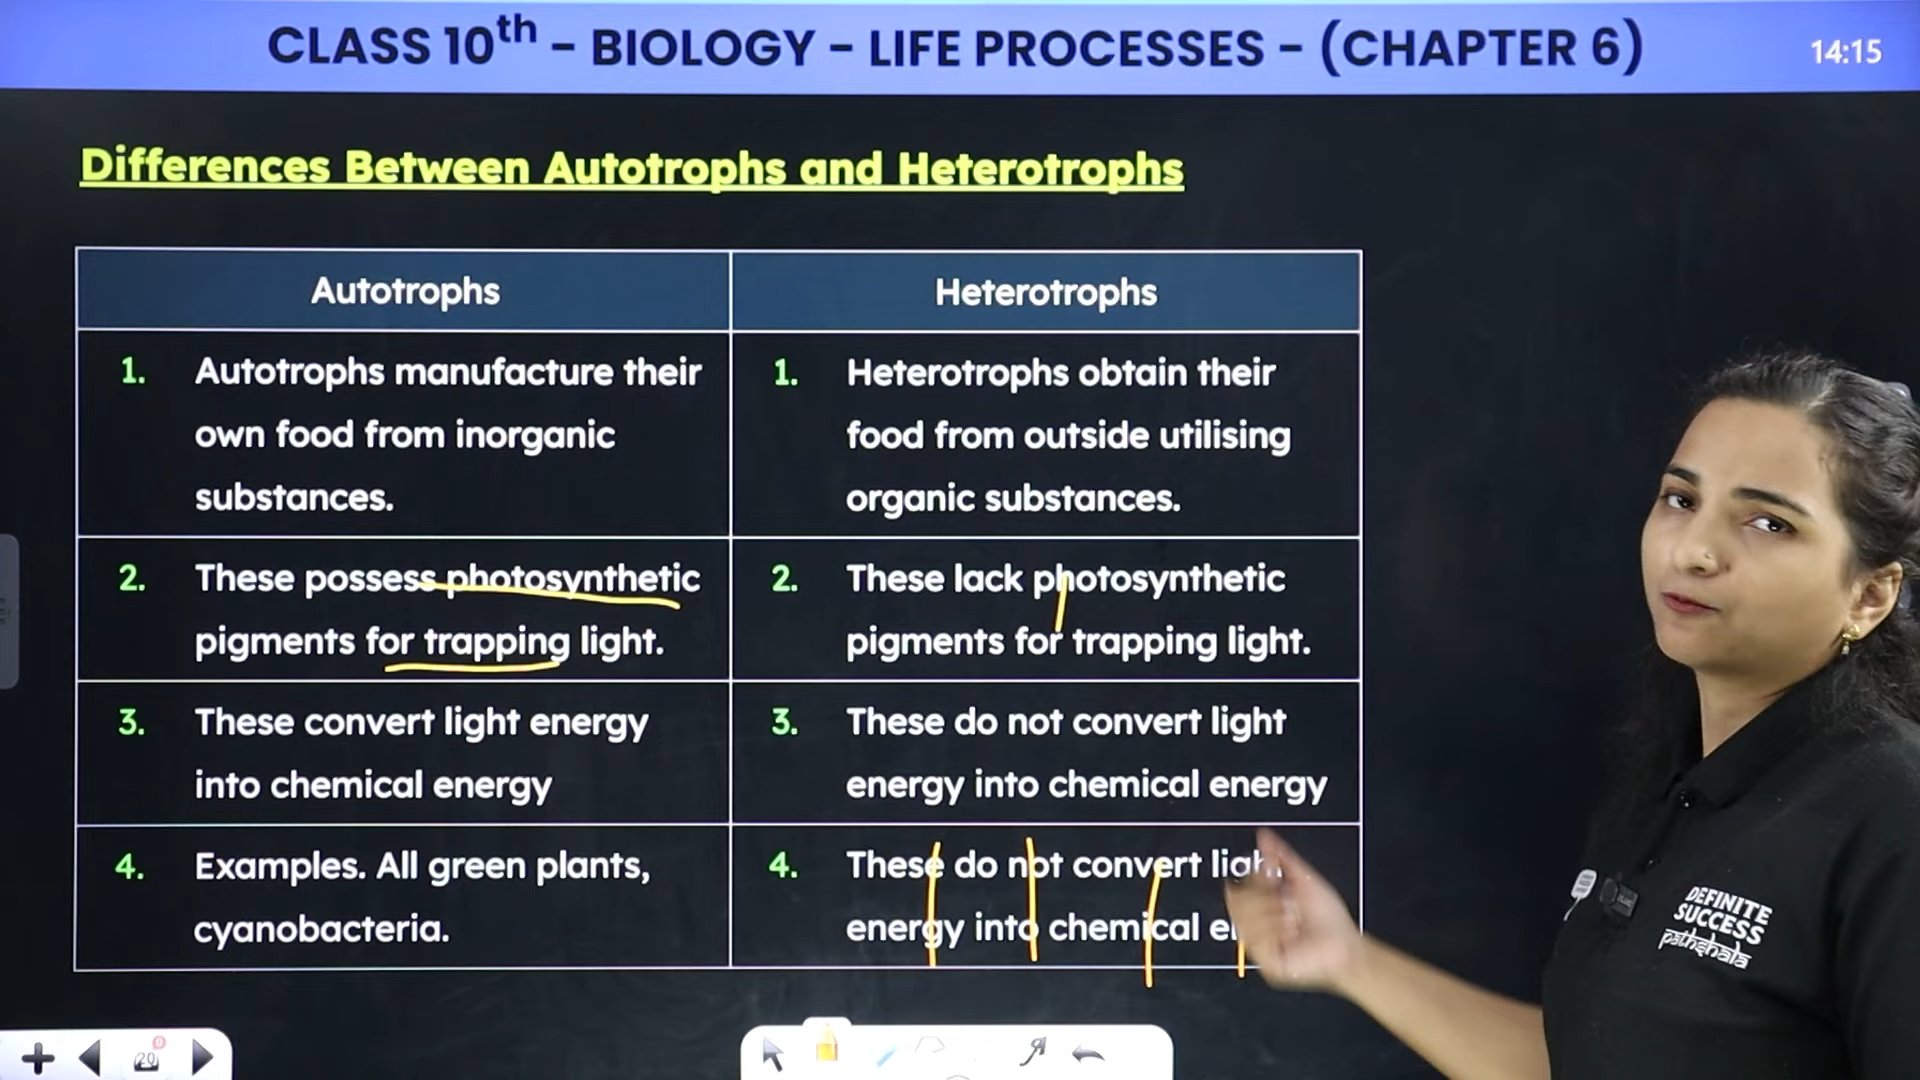 CLASS 10th - BIOLOGY - LIFE PROCESSES - (CHAPTER 6)
14:15
Differences Between Autotrophs and Heterotrophs
Autotrophs
Heterotrophs
1. Autotrophs manufacture their
own food from inorganic
substances.
1. Heterotrophs obtain their
food from outside utilising
organic substances.
2. These possess photosynthetic
pigments for trapping light.
2. These lack photosynthetic
pigments for trapping light.
3. These convert light energy
into chemical energy
3. These do not convert light
energy into chemical energy
4. Examples. All green plants,
cyanobacteria.
4. These do not convert
energy into chemical
DEFINITE
SUCCESS
pathshala
20
0